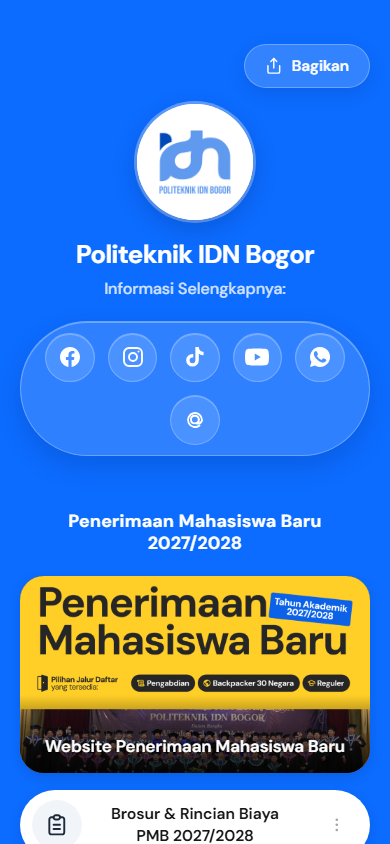 Bagikan
idn
POLITEKNIK IDN BOGOR
Politeknik IDN Bogor
Informasi Selengkapnya:
Penerimaan Mahasiswa Baru
2027/2028
Penerimaan
Tahun Akademik
2027/2028
Mahasiswa Baru
Pilihan Jalur Daftar
yang tersedia:
Pengabdian
Backpacker 30 Negara
Reguler
POLITEKNIK IDN BOGOR
Website Penerimaan Mahasiswa Baru
Brosur & Rincian Biaya
PMB 2027/2028